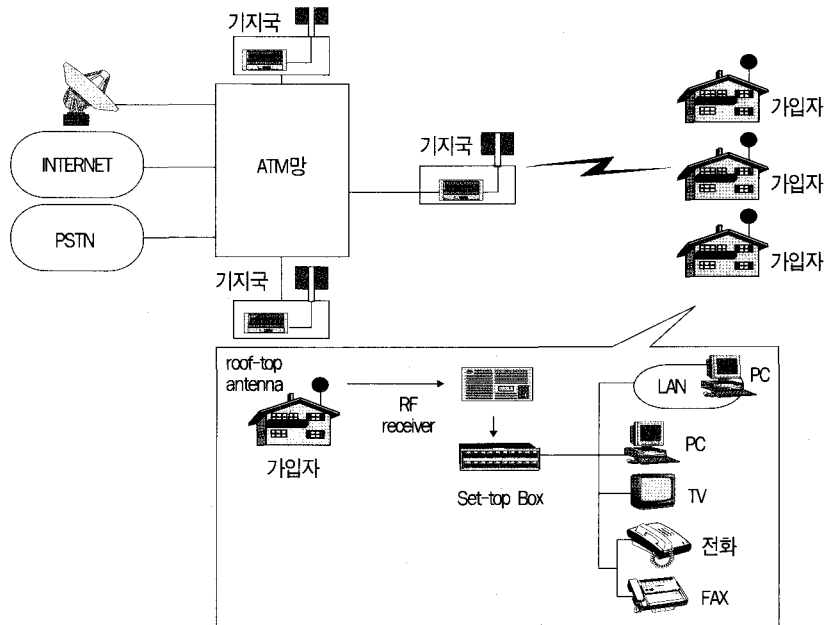 기지국
INTERNET
PSTN
ATM망
기지국
기지국
가입자
가입자
가입자
roof-top
antenna
가입자
RF
receiver
Set-top Box
LAN
PC
PC
TV
전화
FAX